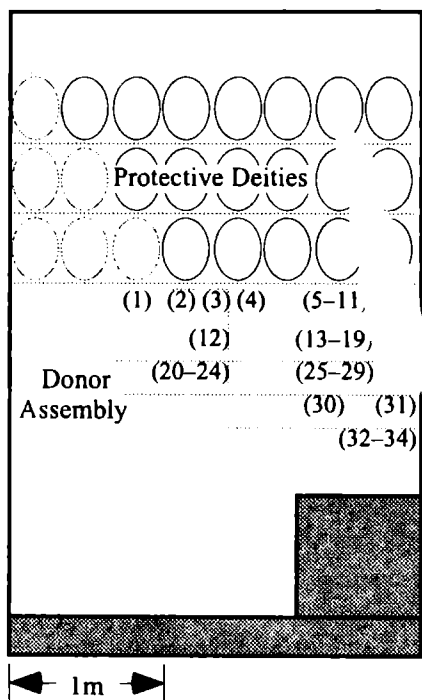 Protective Deities
(1) (2) (3) (4) (5–11)
(12) (13–19)
(20–24) (25–29)
Donor
Assembly
(30) (31)
(32–34)
1m